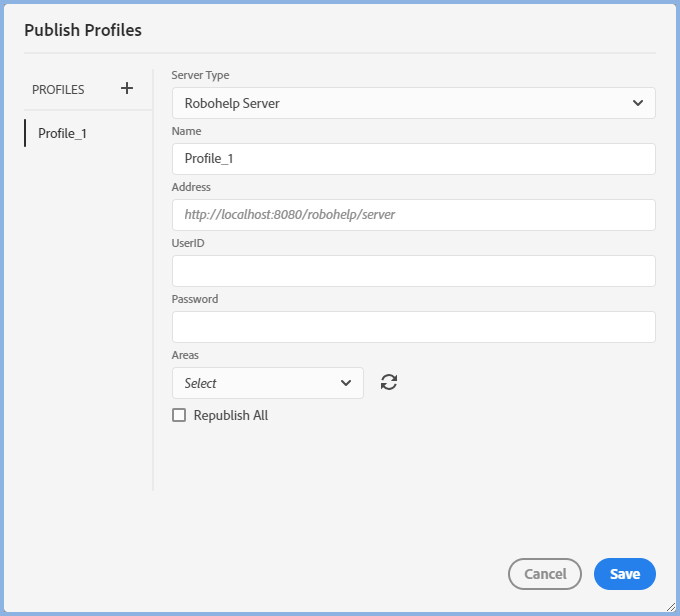 Publish Profiles
PROFILES
Profile_1
Server Type
Robohelp Server
Name
Profile_1
Address
http://localhost:8080/robohelp/server
UserID
Password
Areas
Select
Republish All
Cancel
Save